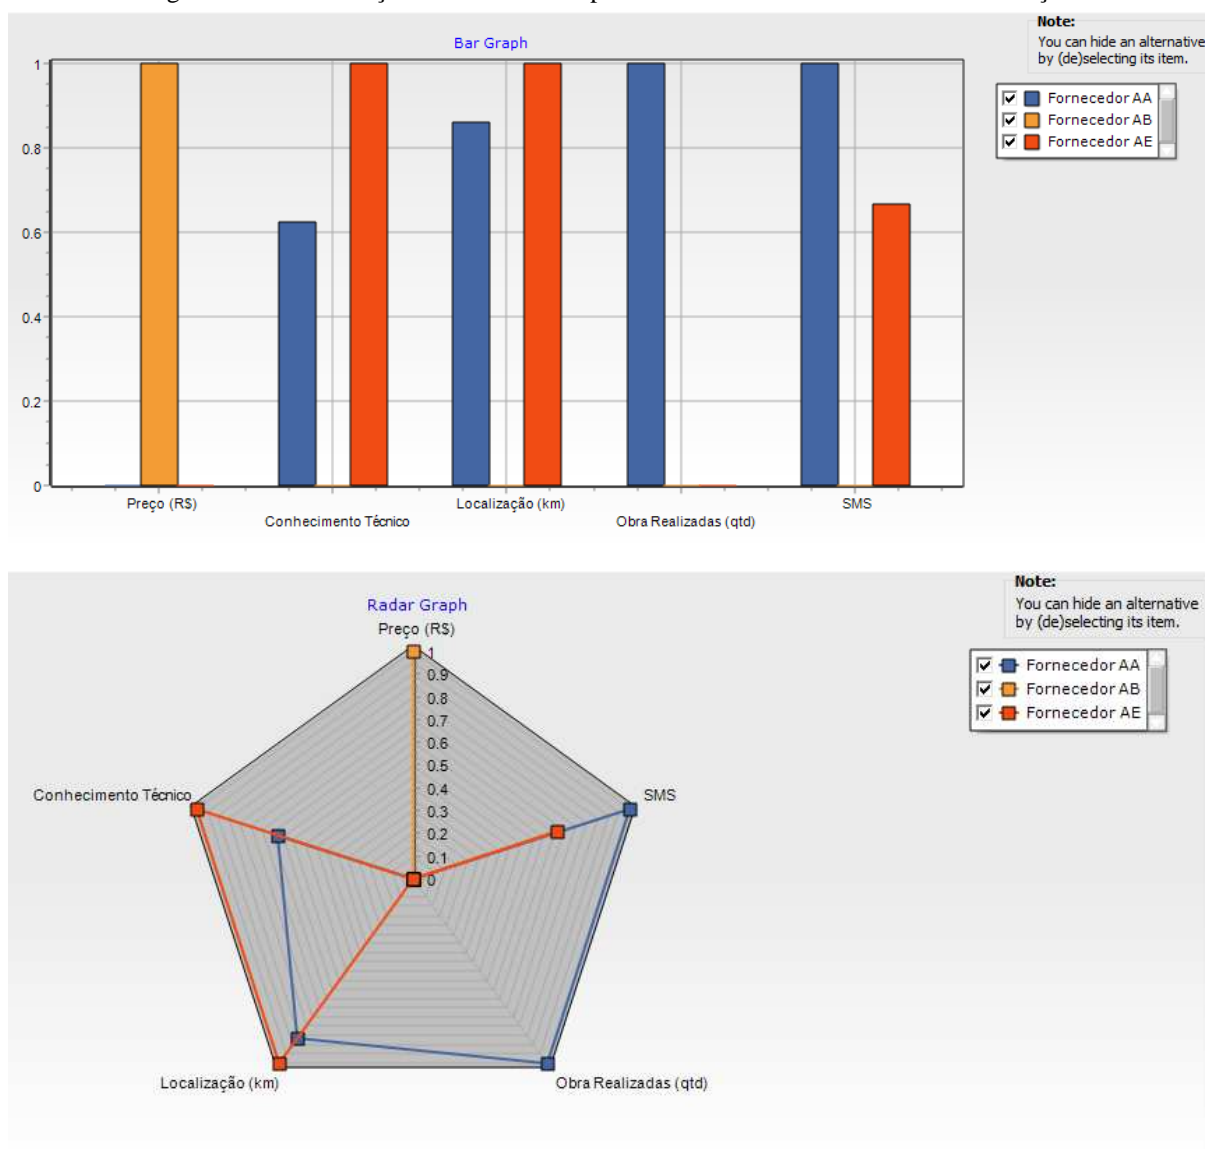 Note:
You can hide an alternative
by (de)selecting its item.
Bar Graph
Fornecedor AA
Fornecedor AB
Fornecedor AE
1
0.8
0.6
0.4
0.2
0
Preço (R$)
Conhecimento Técnico
Localização (km)
Obra Realizadas (qtd)
SMS
Note:
You can hide an alternative
by (de)selecting its item.
Radar Graph
Preço (R$)
Fornecedor AA
Fornecedor AB
Fornecedor AE
1
0.9
0.8
0.7
0.6
0.5
0.4
0.3
0.2
0.1
0
Conhecimento Técnico
SMS
Localização (km)
Obra Realizadas (qtd)